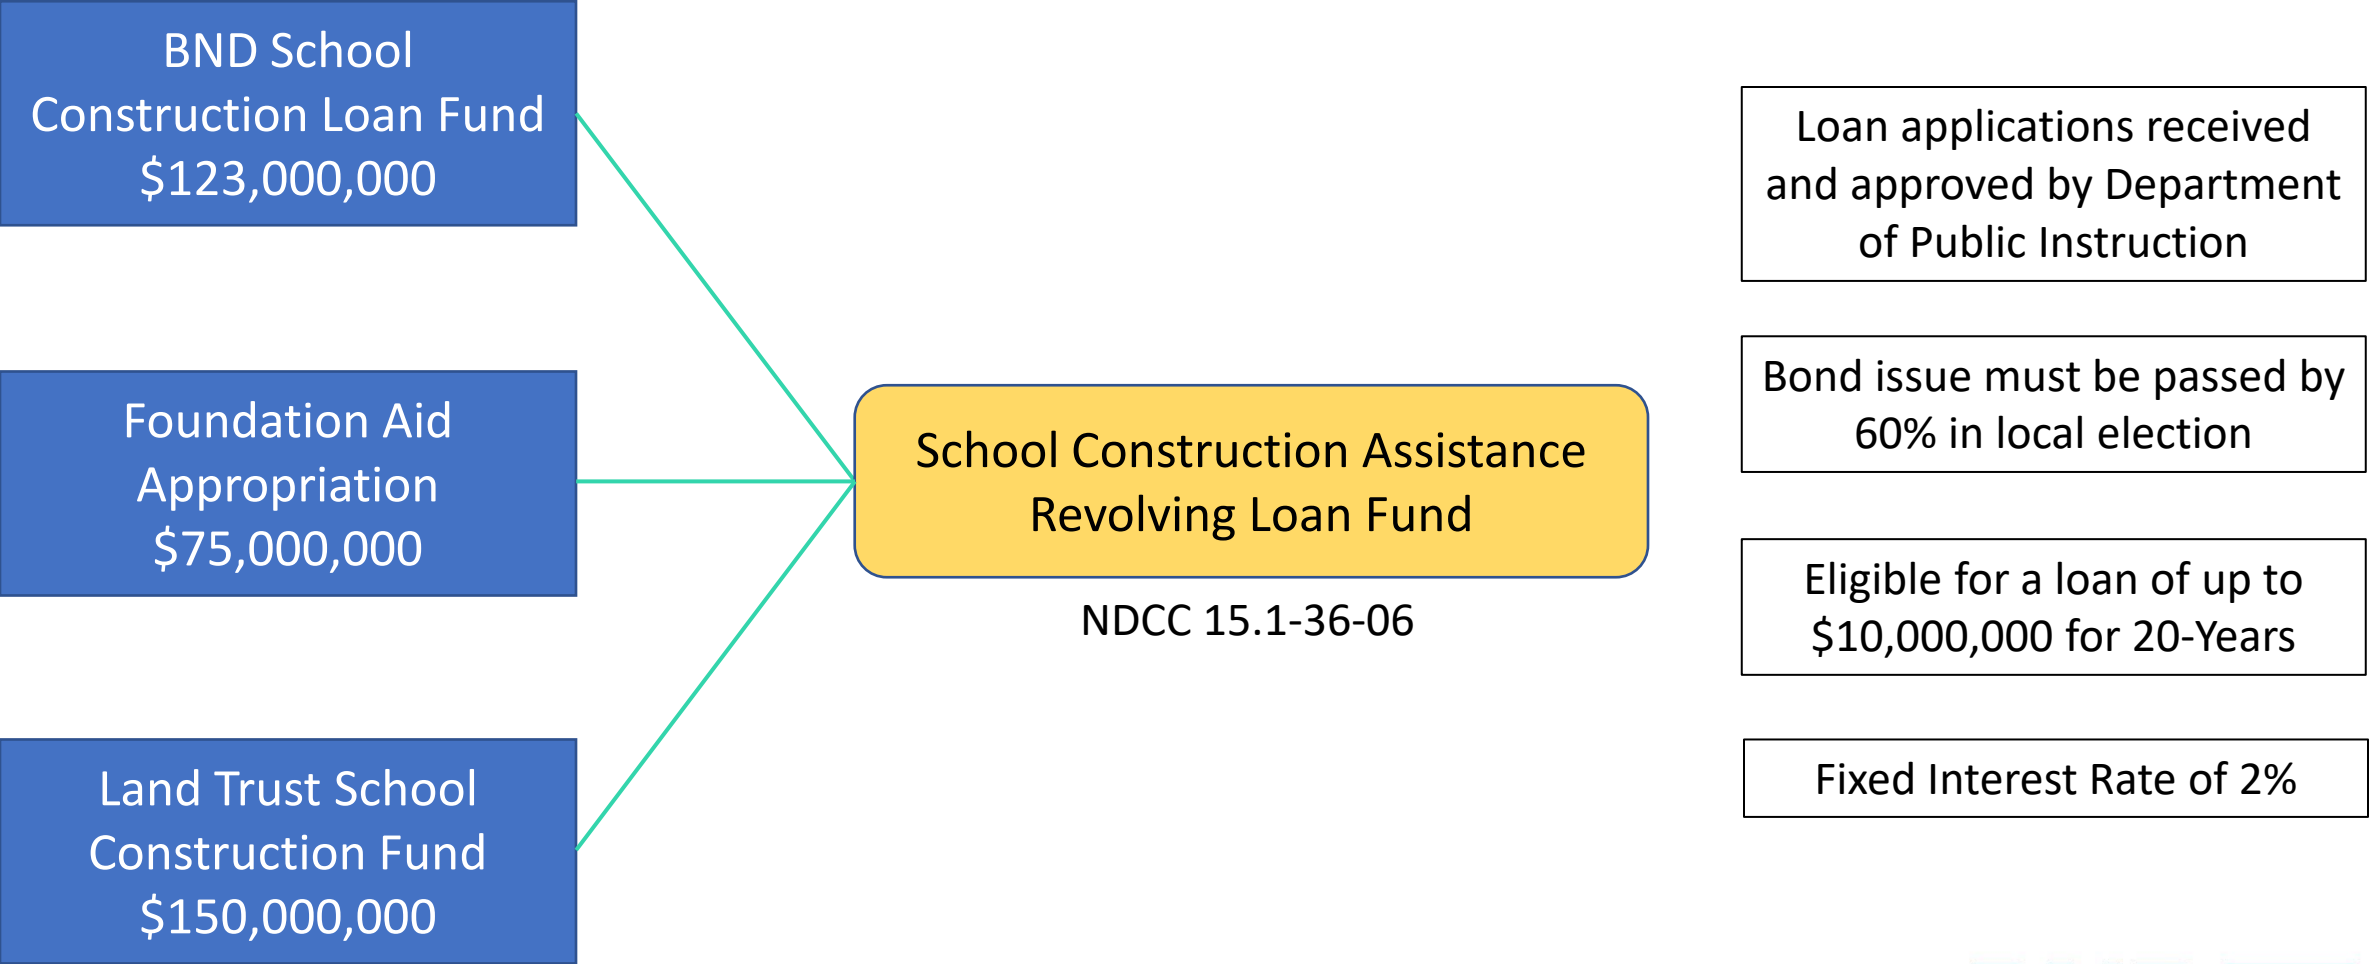 BND School
Construction Loan Fund
$123,000,000
Foundation Aid
Appropriation
$75,000,000
Land Trust School
Construction Fund
$150,000,000
School Construction Assistance
Revolving Loan Fund
NDCC 15.1-36-06
Loan applications received
and approved by Department
of Public Instruction
Bond issue must be passed by
60% in local election
Eligible for a loan of up to
$10,000,000 for 20-Years
Fixed Interest Rate of 2%